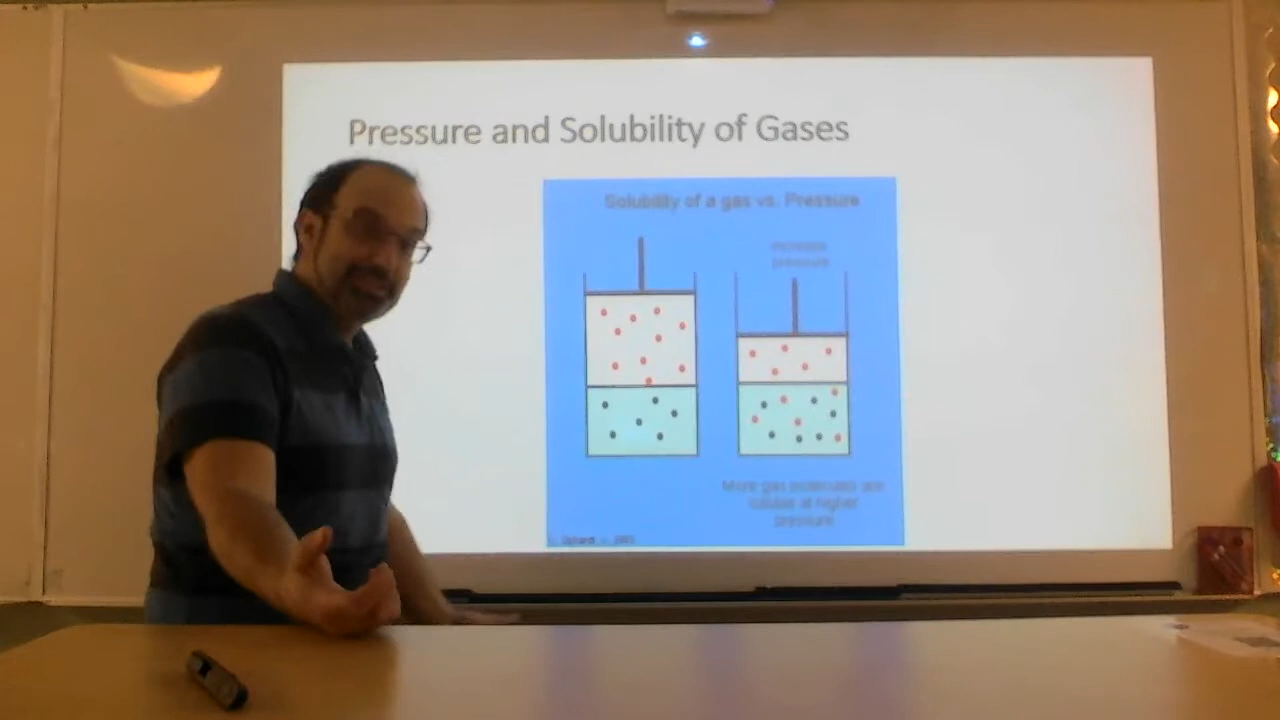 Pressure and Solubility of Gases
Solubility of a gas vs. Pressure
increase
pressure
More gas molecules are
soluble at higher
pressure